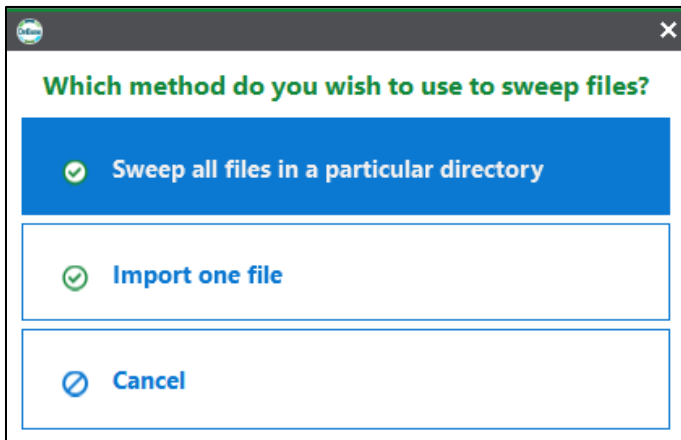 Which method do you wish to use to sweep files?
Sweep all files in a particular directory
Import one file
Cancel